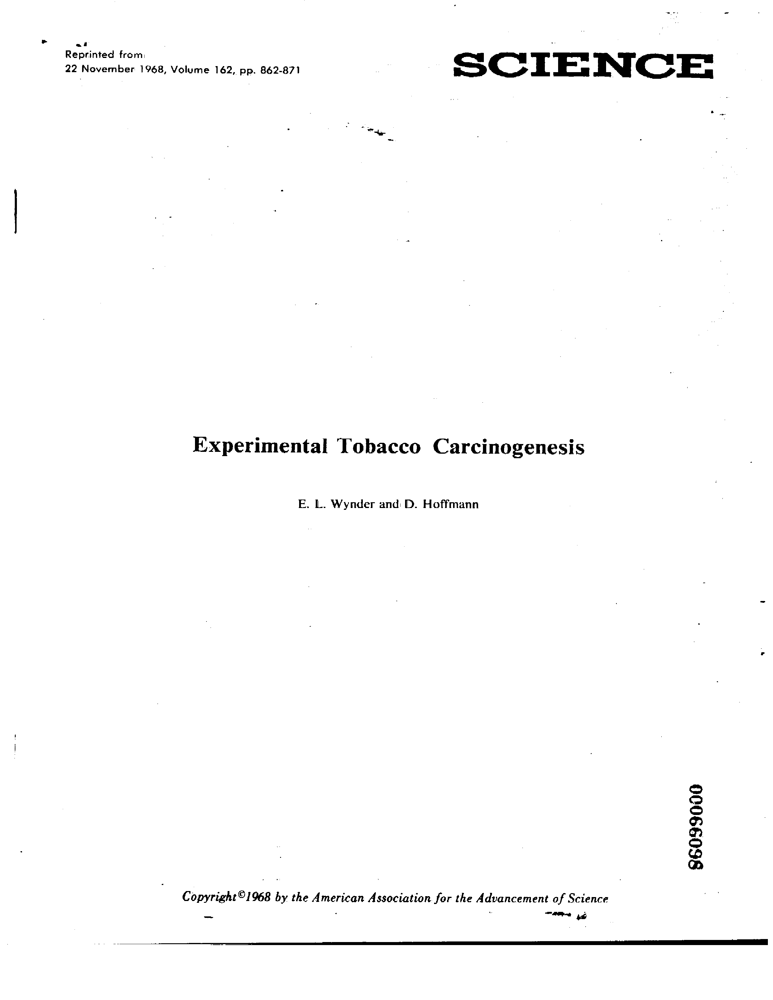 Reprinted from
22 November 1968, Volume 162, pp. 862-871
SCIENCE
Experimental Tobacco Carcinogenesis
E. L. Wynder and D. Hoffmann
00066098
Copyright©1968 by the American Association for the Advancement of Science